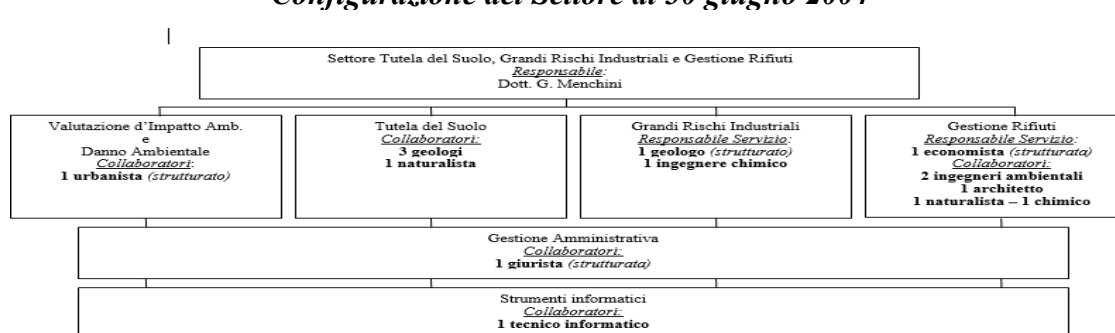 Configurazione del Settore al 30 giugno 2004
Settore Tutela del Suolo, Grandi Rischi Industriali e Gestione Rifiuti
Responsabile:
Dott. G. Menchini
Valutazione d'Impatto Amb.
e
Danno Ambientale
Collaboratori:
1 urbanista (strutturato)
Tutela del Suolo
Collaboratori:
3 geologi
1 naturalista
Grandi Rischi Industriali
Responsabile Servizio:
1 geologo (strutturato)
1 ingegnere chimico
Gestione Rifiuti
Responsabile Servizio:
1 economista (strutturato)
Collaboratori:
2 ingegneri ambientali
1 architetto
1 naturalista – 1 chimico
Gestione Amministrativa
Collaboratori:
1 giurista (strutturata)
Strumenti informatici
Collaboratori:
1 tecnico informatico